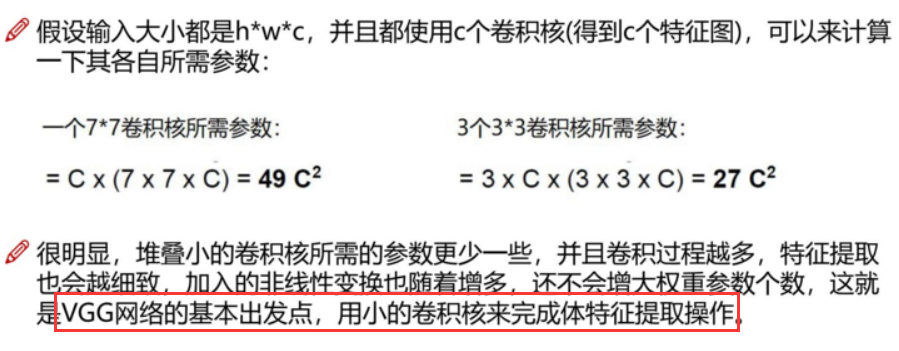 假设输入大小都是h*w*c，并且都使用c个卷积核(得到c个特征图)，可以来计算
一下其各自所需参数：
一个7*7卷积核所需参数：
3个3*3卷积核所需参数：
= C x (7 x 7 x C) = 49 C²
= 3 x C x (3 x 3 x C) = 27 C²
很明显，堆叠小的卷积核所需的参数更少一些，并且卷积过程越多，特征提取
也会越细致，加入的非线性变换也随着增多，还不会增大权重参数个数，这就
是VGG网络的基本出发点，用小的卷积核来完成体特征提取操作。